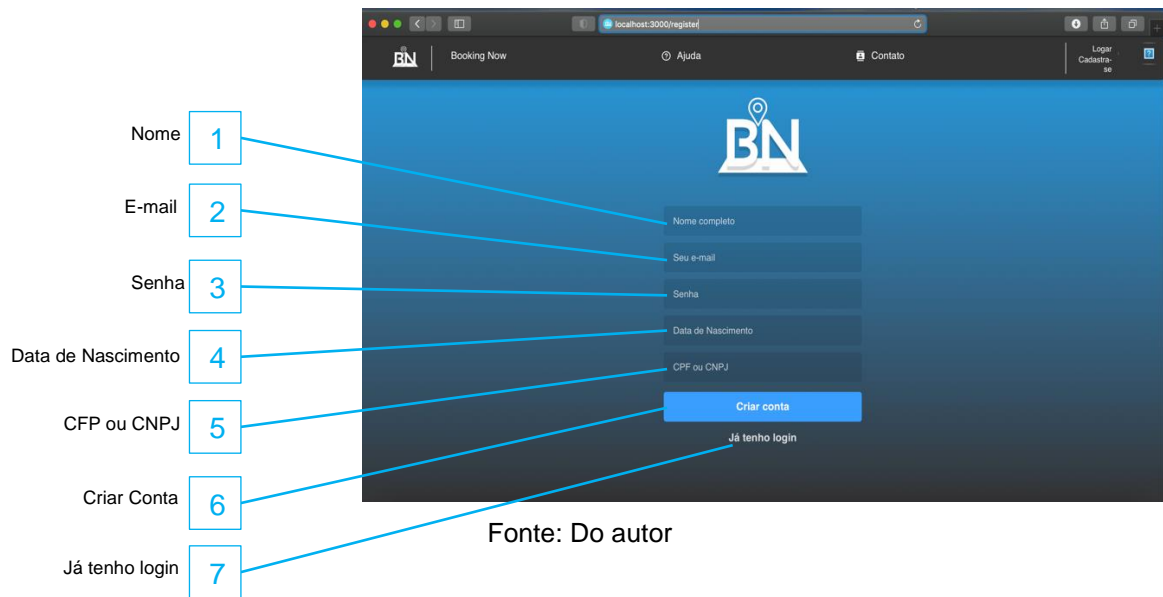 localhost:3000/register
BN
Booking Now
Ajuda
Contato
Logar
Cadastra-
se
BN
Nome
1
E-mail
2
Senha
3
Data de Nascimento
4
CFP ou CNPJ
5
Criar Conta
6
Já tenho login
7
Nome completo
Seu e-mail
Senha
Data de Nascimento
CPF ou CNPJ
Criar conta
Já tenho login
Fonte: Do autor